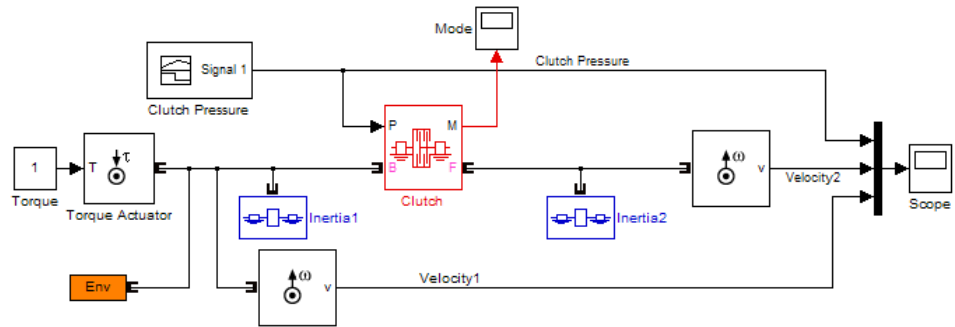 Mode
Signal 1
Clutch Pressure
Clutch Pressure
P
M
B
F
Clutch
1
Torque
T
τ
Torque Actuator
Inertia1
Inertia2
ω
v
Velocity2
Scope
Env
ω
v
Velocity1